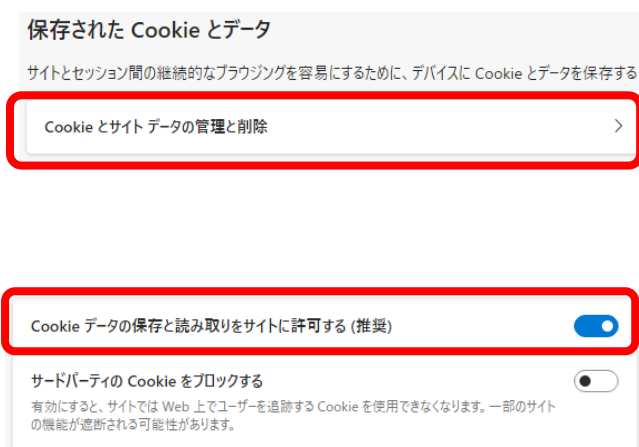 保存された Cookie とデータ
サイトとセッション間の継続的なブラウジングを容易にするために、デバイスに Cookie とデータを保存する
Cookie とサイト データの管理と削除
Cookie データの保存と読み取りをサイトに許可する (推奨)
サードパーティの Cookie をブロックする
有効にすると、サイトでは Web 上でユーザーを追跡する Cookie を使用できなくなります。一部のサイト
の機能が遮断される可能性があります。